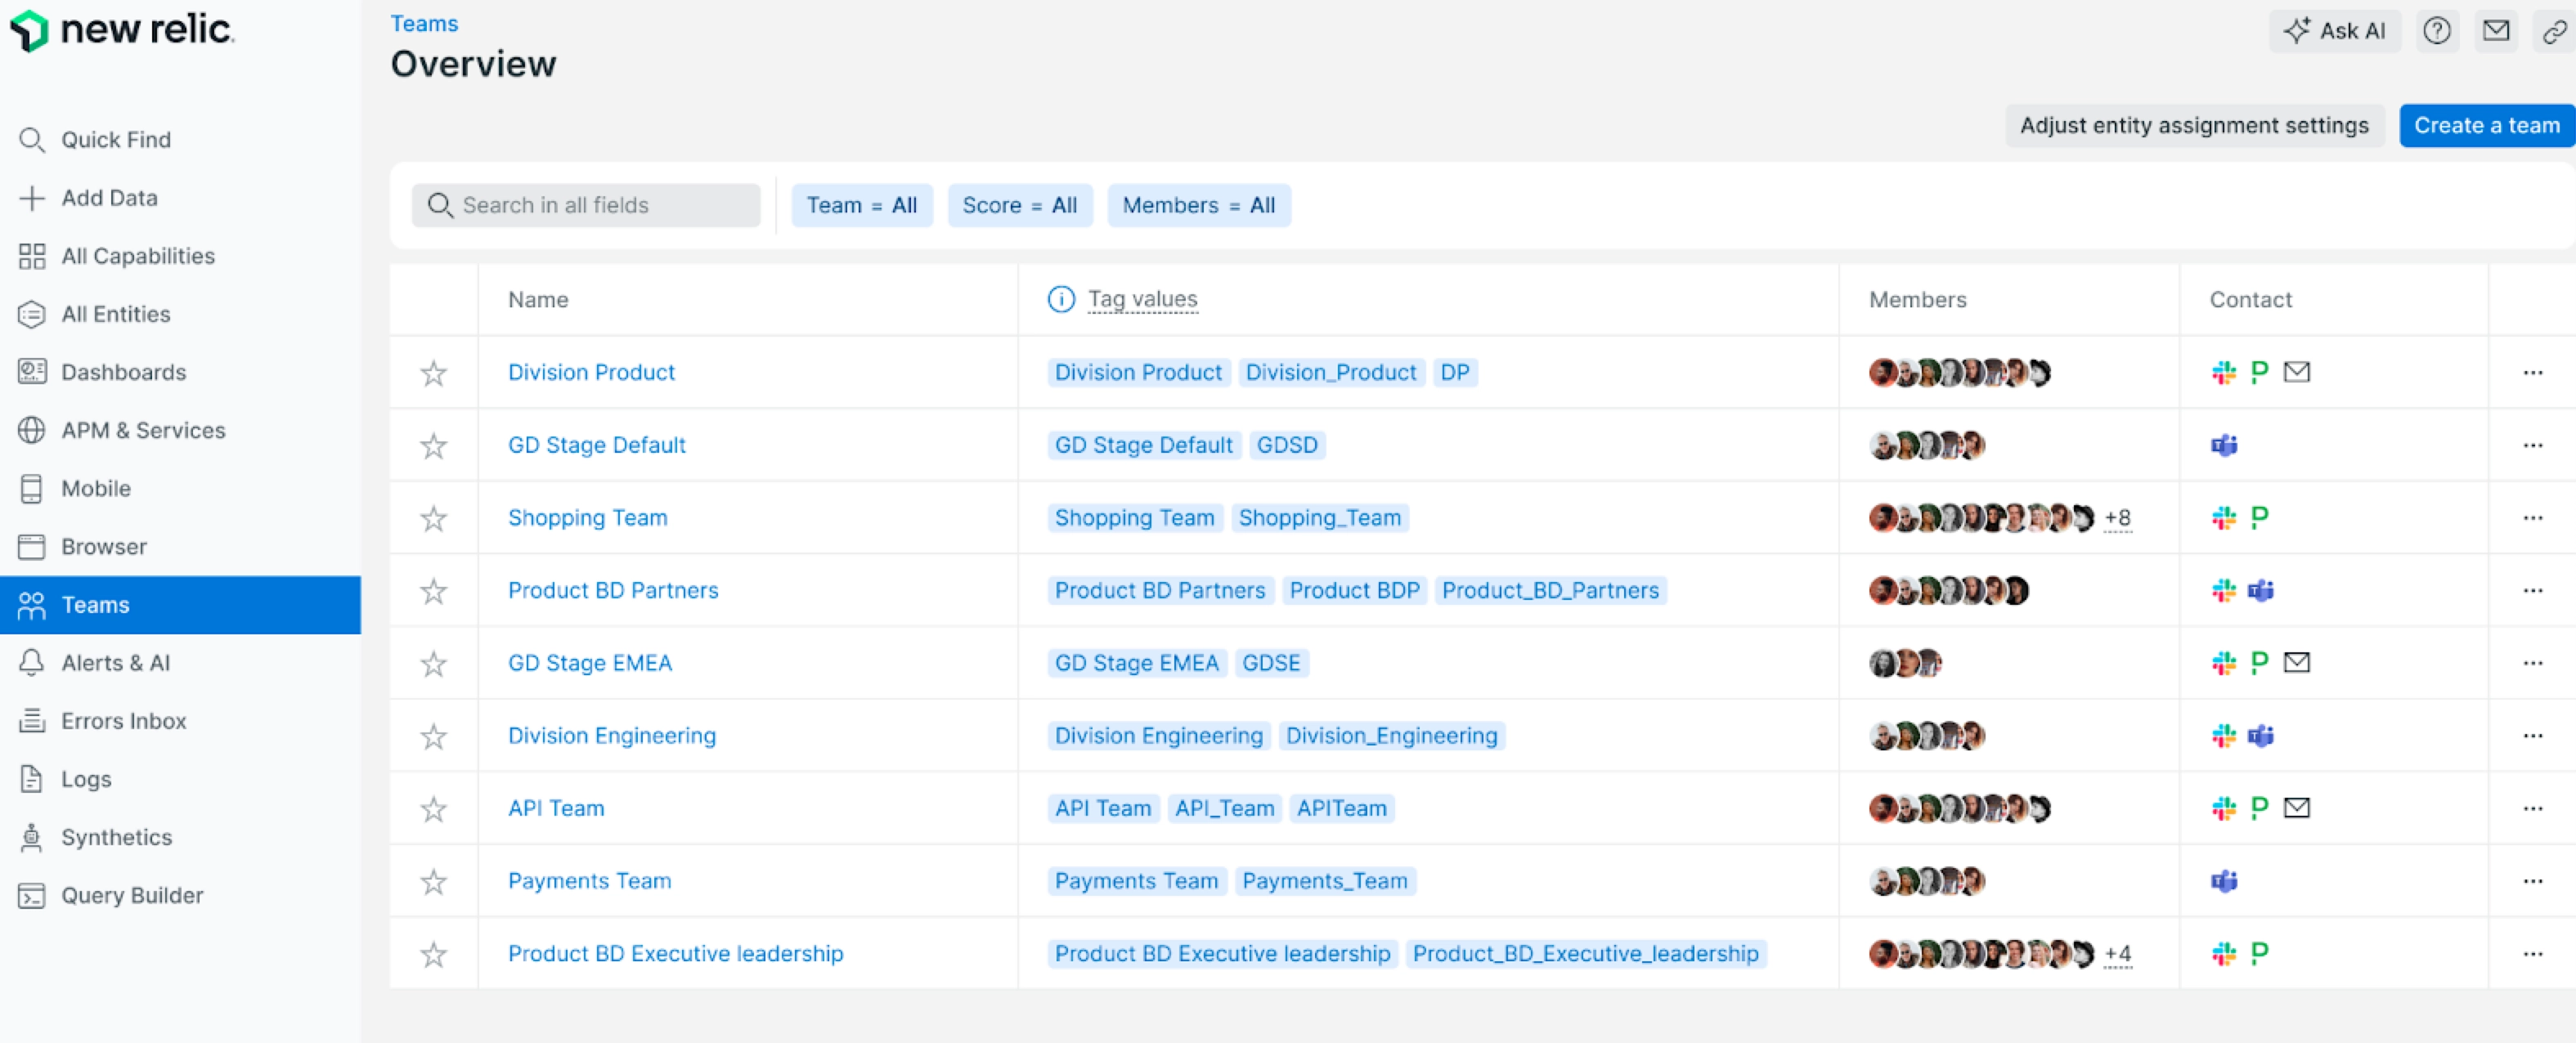 new relic.
Quick Find
Add Data
All Capabilities
All Entities
Dashboards
APM & Services
Mobile
Browser
Teams
Alerts & AI
Errors Inbox
Logs
Synthetics
Query Builder
Teams
Overview
Ask AI
Adjust entity assignment settings Create a team
Search in all fields Team = All Score = All Members = All
Name Tag values Members Contact
Division Product Division Product Division_Product DP
GD Stage Default GD Stage Default GDSD
Shopping Team Shopping Team Shopping_Team +8
Product BD Partners Product BD Partners Product BDP Product_BD_Partners
GD Stage EMEA GD Stage EMEA GDSE
Division Engineering Division Engineering Division_Engineering
API Team API Team API_Team APITeam
Payments Team Payments Team Payments_Team
Product BD Executive leadership Product BD Executive leadership Product_BD_Executive_leadership +4